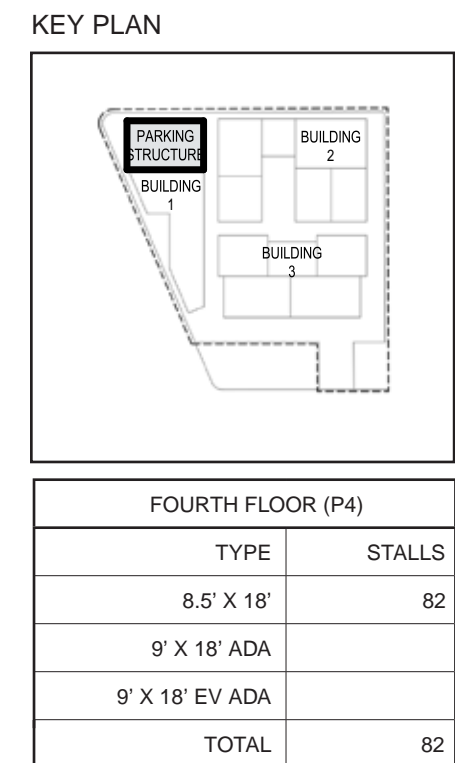 KEY PLAN
PARKING
STRUCTURE
BUILDING
1
BUILDING
2
BUILDING
3
FOURTH FLOOR (P4)
TYPE STALLS
8.5' X 18' 82
9' X 18' ADA
9' X 18' EV ADA
TOTAL 82